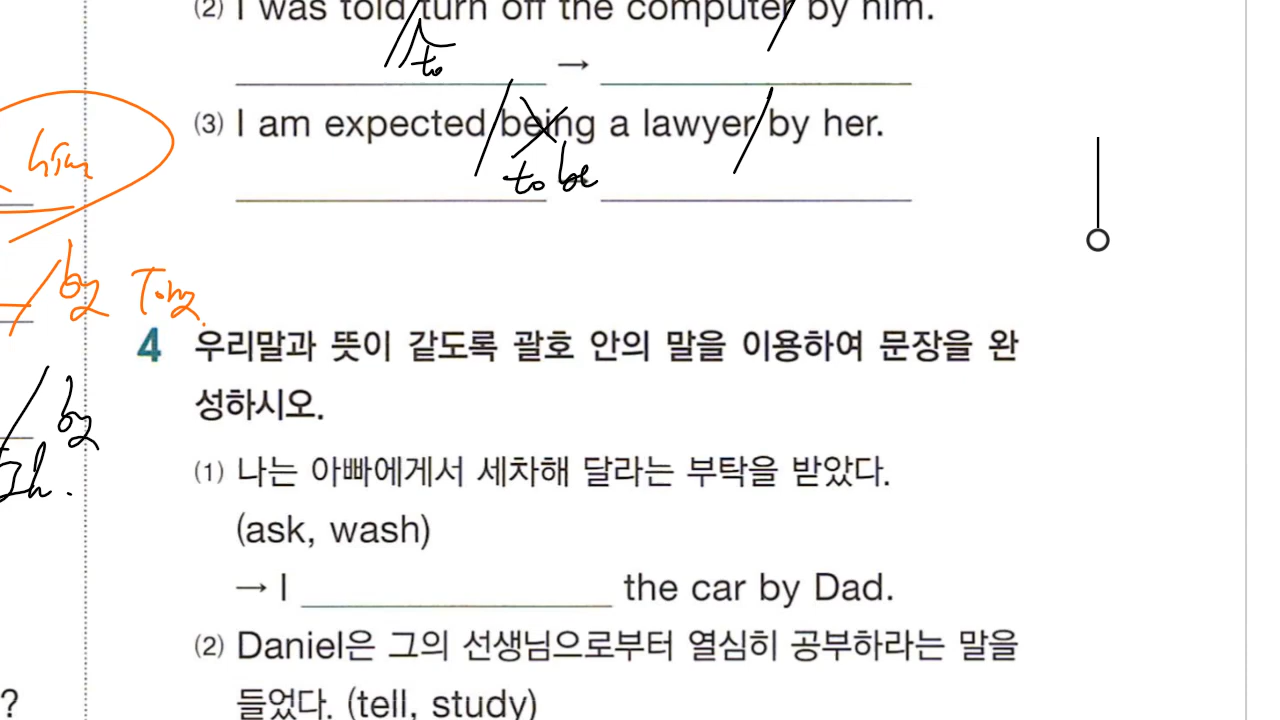 (2) I was told turn off the computer by him.
to
→
(3) I am expected being a lawyer by her.
to be
him
by Tony
4 우리말과 뜻이 같도록 괄호 안의 말을 이용하여 문장을 완
성하시오.
by
(1) 나는 아빠에게서 세차해 달라는 부탁을 받았다.
(ask, wash)
→ I the car by Dad.
(2) Daniel은 그의 선생님으로부터 열심히 공부하라는 말을
?
들었다. (tell, study)